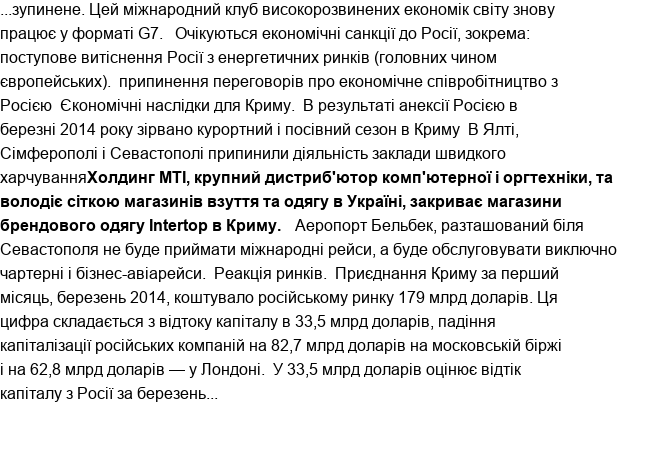 ...зупинене. Цей міжнародний клуб високорозвинених економік світу знову
працює у форматі G7.   Очікуються економічні санкції до Росії, зокрема:
поступове витіснення Росії з енергетичних ринків (головних чином
європейських).  припинення переговорів про економічне співробітництво з
Росією  Єкономічні наслідки для Криму.  В результаті анексії Росією в
березні 2014 року зірвано курортний і посівний сезон в Криму  В Ялті,
Сімферополі і Севастополі припинили діяльність заклади швидкого
харчуванняХолдинг МТІ, крупний дистриб'ютор комп'ютерної і оргтехніки, та
володіє сіткою магазинів взуття та одягу в Україні, закриває магазини
брендового одягу Intertop в Криму.   Аеропорт Бельбек, разташований біля
Севастополя не буде приймати міжнародні рейси, а буде обслуговувати виключно
чартерні і бізнес-авіарейси.  Реакція ринків.  Приєднання Криму за перший
місяць, березень 2014, коштувало російському ринку 179 млрд доларів. Ця
цифра складається з відтоку капіталу в 33,5 млрд доларів, падіння
капіталізації російських компаній на 82,7 млрд доларів на московській біржі
і на 62,8 млрд доларів — у Лондоні.  У 33,5 млрд доларів оцінює відтік
капіталу з Росії за березень...